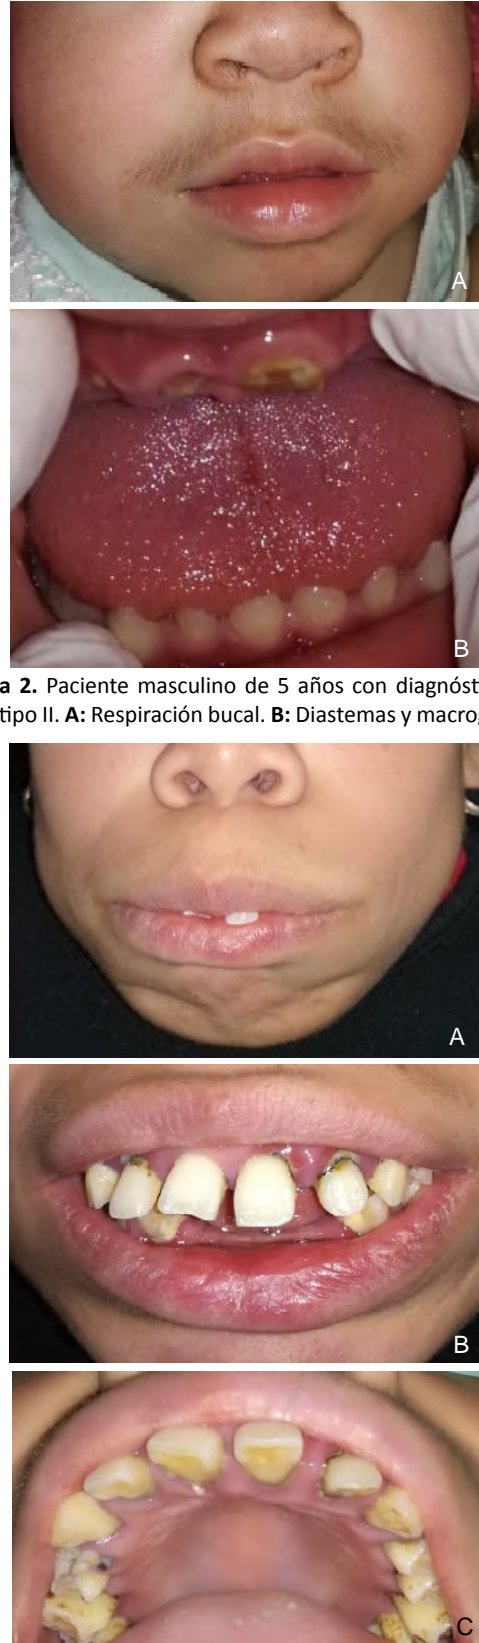 A
B
a 2. Paciente masculino de 5 años con diagnóst
tipo II. A: Respiración bucal. B: Diastemas y macrog
A
B
C